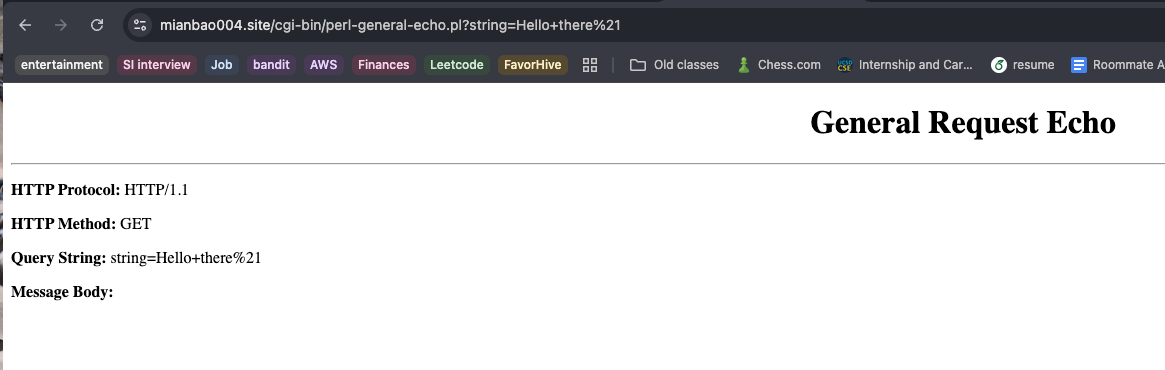 mianbao004.site/cgi-bin/perl-general-echo.pl?string=Hello+there%21
entertainment SI interview Job bandit AWS Finances Leetcode FavorHive Old classes Chess.com UCSD CSE Internship and Car... resume Roommate A
General Request Echo
HTTP Protocol: HTTP/1.1
HTTP Method: GET
Query String: string=Hello+there%21
Message Body: